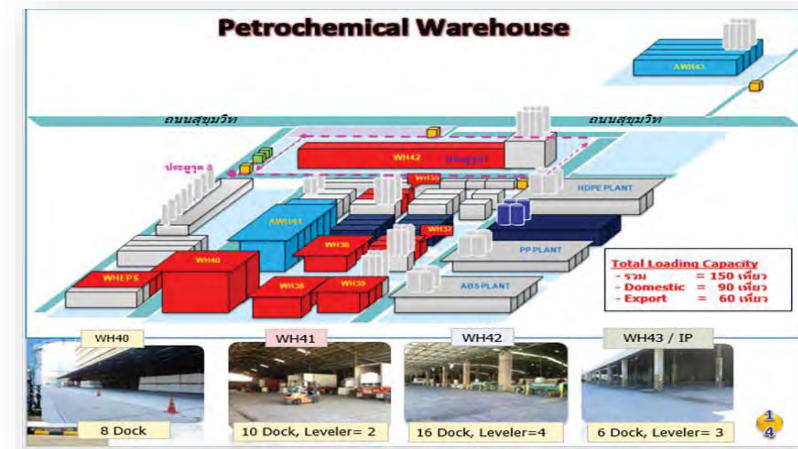 Petrochemical Warehouse
AWH43
ถนนสุขุมวิท
ถนนสุขุมวิท
WH42
ประตูจุด 3
WH35
HDPE PLANT
AWH41
WH37
WH36
PP PLANT
WH40
WHEPS
WH38
WH39
ABS PLANT
Total Loading Capacity
- รวม = 150 เที่ยว
- Domestic = 90 เที่ยว
- Export = 60 เที่ยว
WH40
WH41
WH42
WH43 / IP
8 Dock
10 Dock, Leveler= 2
16 Dock, Leveler=4
6 Dock, Leveler= 3
14